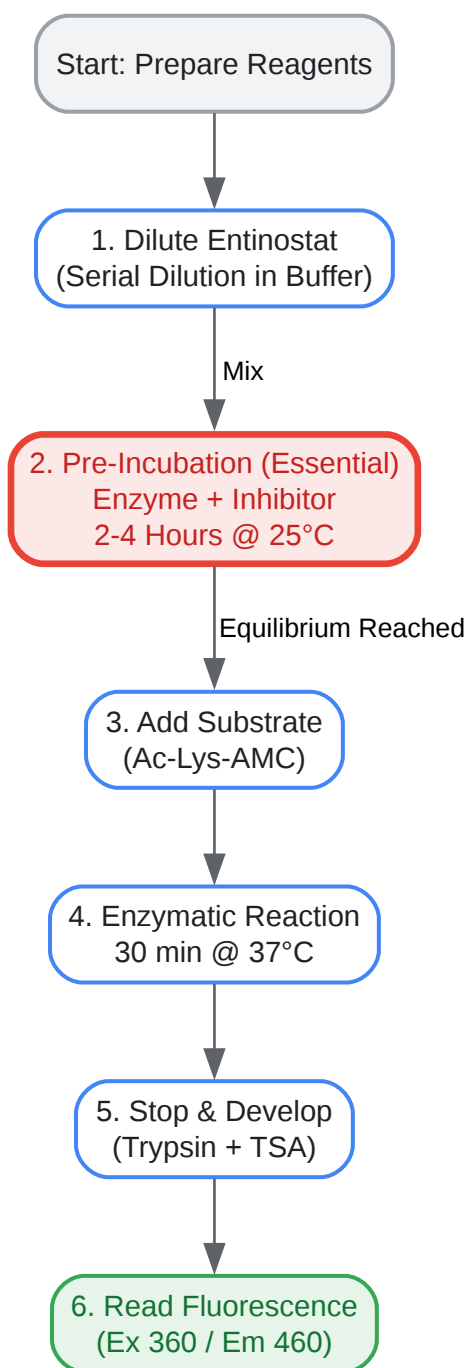 Start: Prepare Reagents
1. Dilute Entinostat
(Serial Dilution in Buffer)
Mix
2. Pre-Incubation (Essential)
Enzyme + Inhibitor
2-4 Hours @ 25°C
Equilibrium Reached
3. Add Substrate
(Ac-Lys-AMC)
4. Enzymatic Reaction
30 min @ 37°C
5. Stop & Develop
(Trypsin + TSA)
6. Read Fluorescence
(Ex 360 / Em 460)